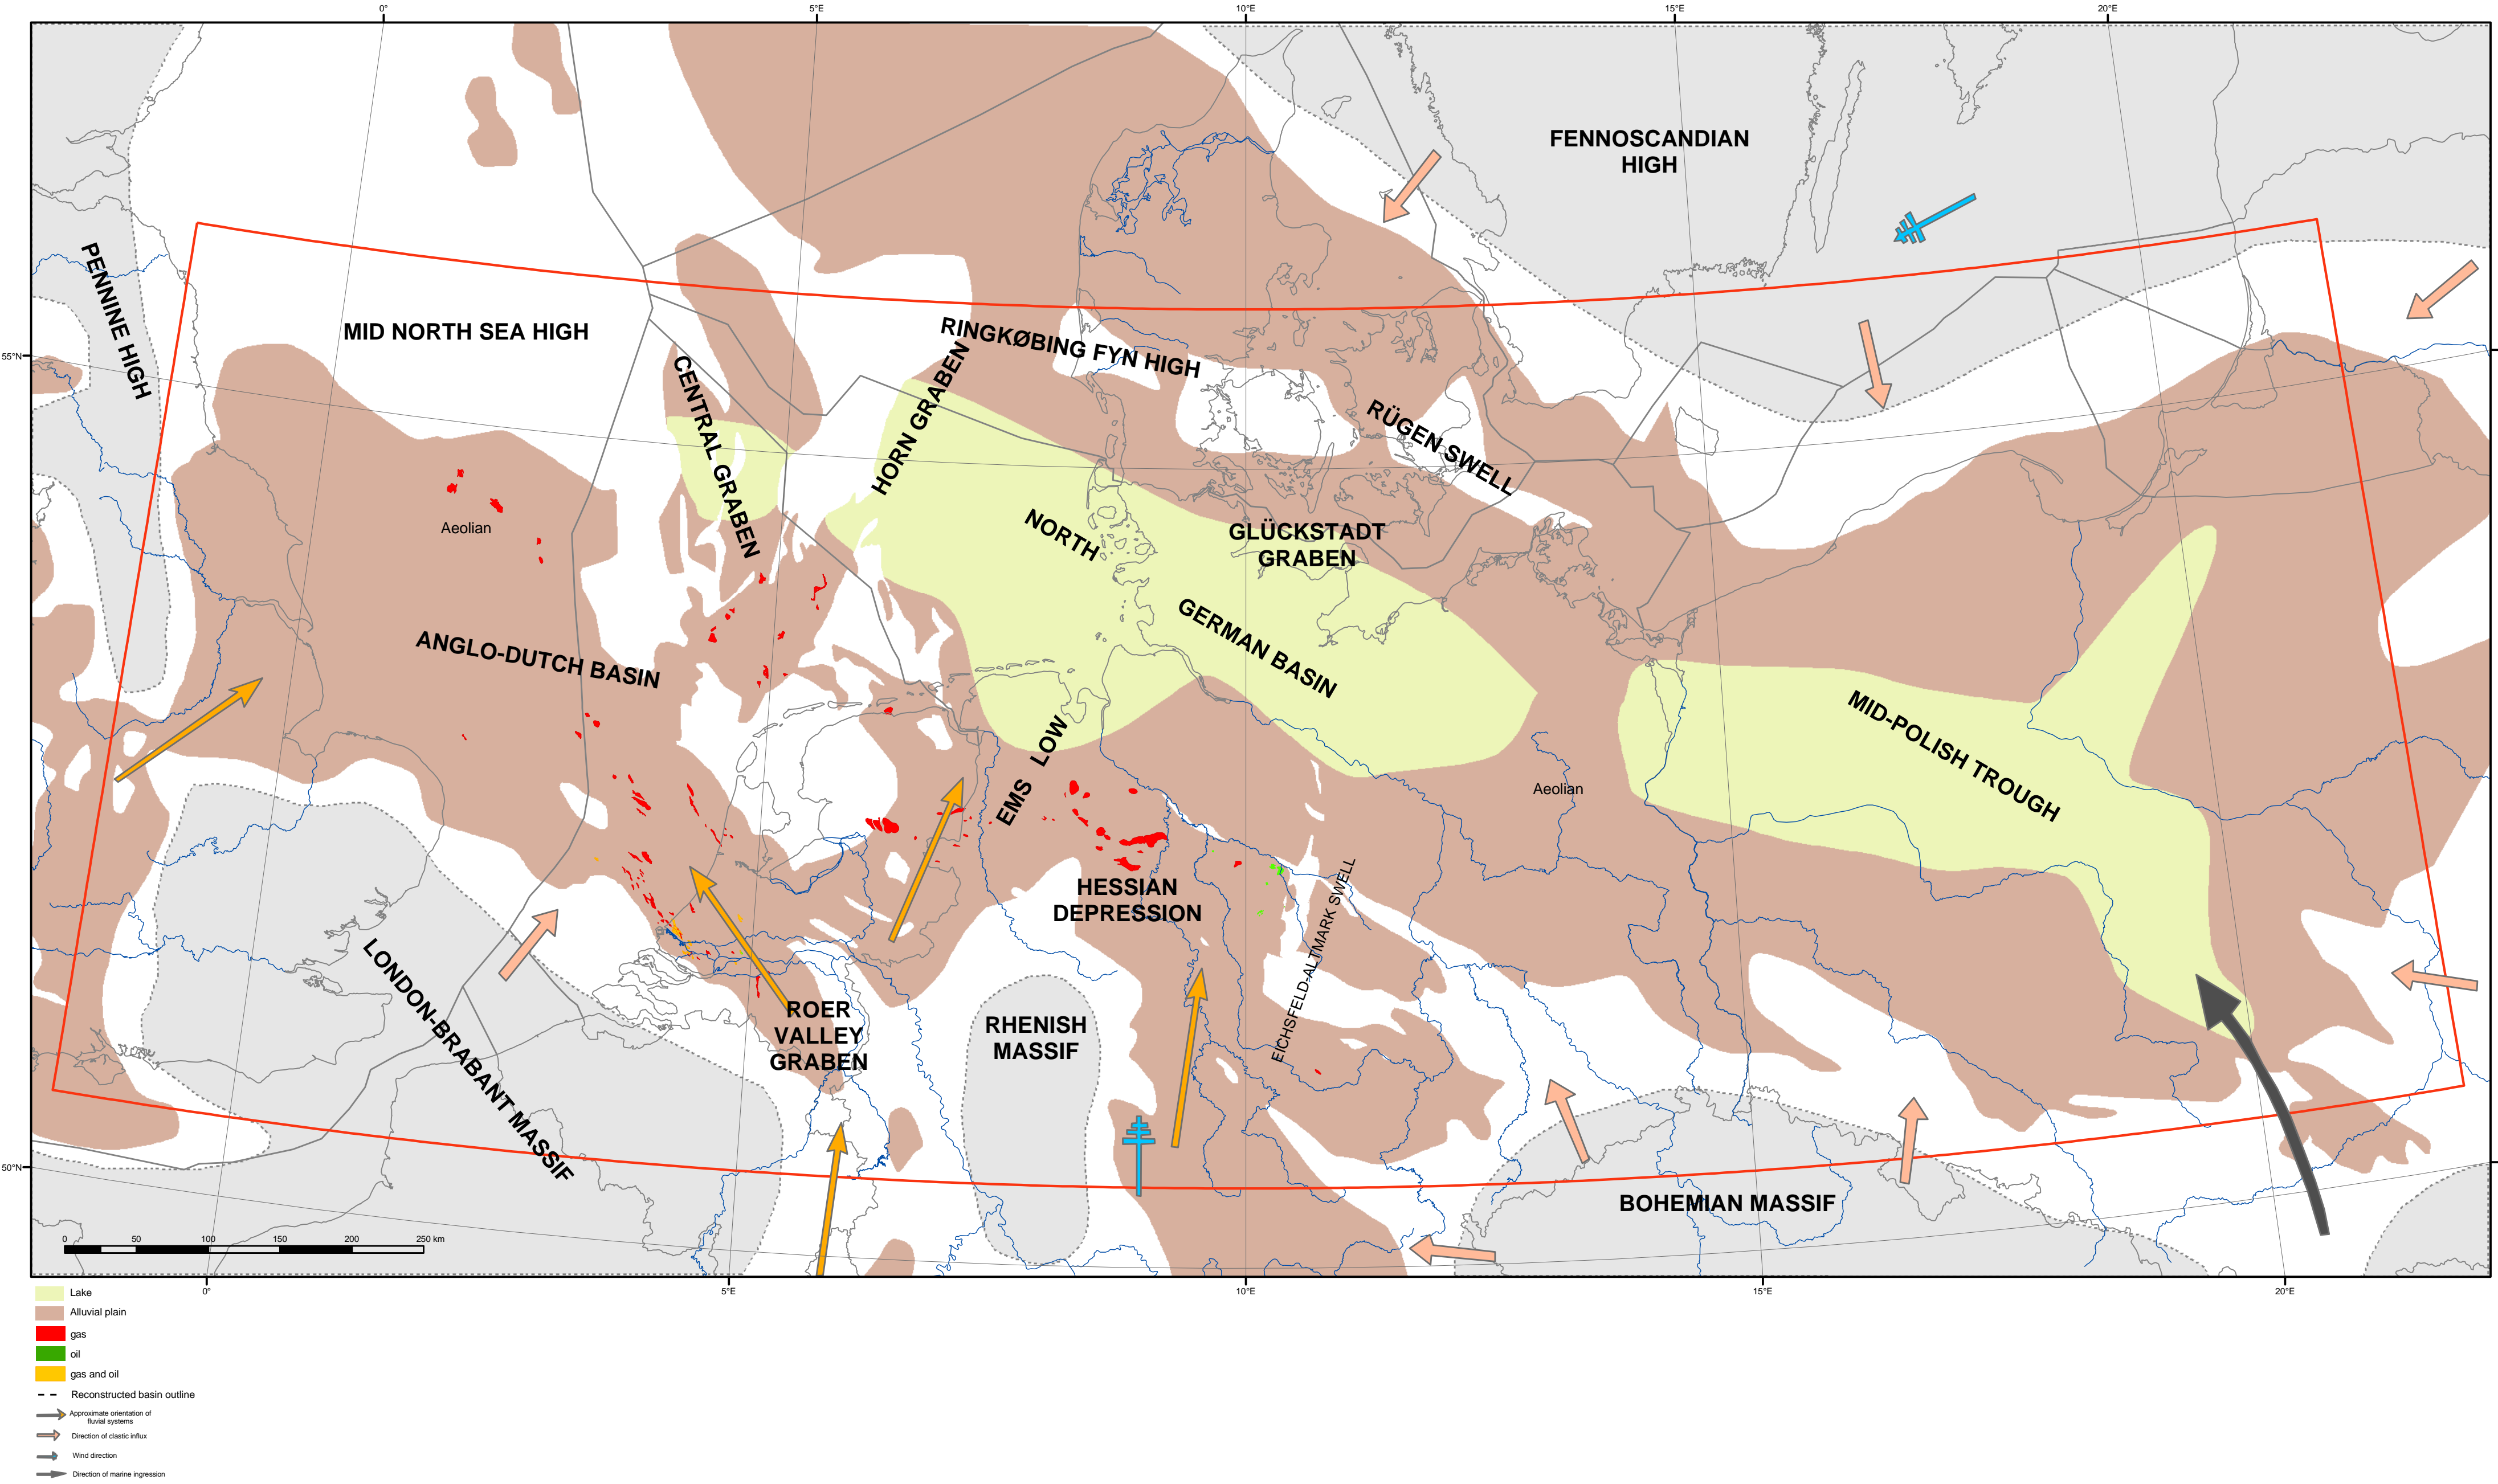 0°
5°E
10°E
15°E
20°E
FENNOSCANDIAN
HIGH
PENNINE HIGH
MID NORTH SEA HIGH
RINGKØBING FYN HIGH
55°N
CENTRAL GRABEN
HORN GRABEN
RÜGEN SWELL
Aeolian
NORTH
GLÜCKSTADT
GRABEN
GERMAN BASIN
ANGLO-DUTCH BASIN
EMS LOW
MID-POLISH TROUGH
Aeolian
HESSIAN
DEPRESSION
EICHSFELD-ALTMARK SWELL
LONDON-BRABANT MASSIF
ROER
VALLEY
GRABEN
RHENISH
MASSIF
50°N
BOHEMIAN MASSIF
0
50
100
150
200
250 km
0°
5°E
10°E
15°E
20°E
Lake
Alluvial plain
gas
oil
gas and oil
Reconstructed basin outline
Approximate orientation of
fluvial systems
Direction of clastic influx
Wind direction
Direction of marine ingression